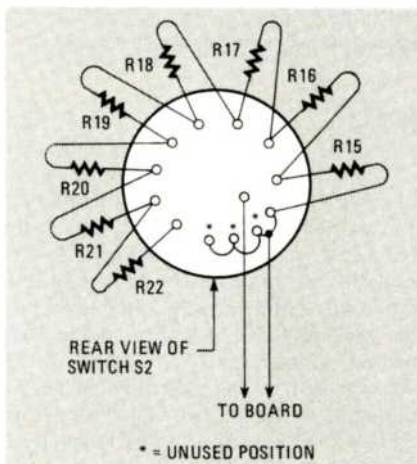 R17
R18
R16
R19
R15
R20
R21
R22
* * *
REAR VIEW OF
SWITCH S2
TO BOARD
* = UNUSED POSITION